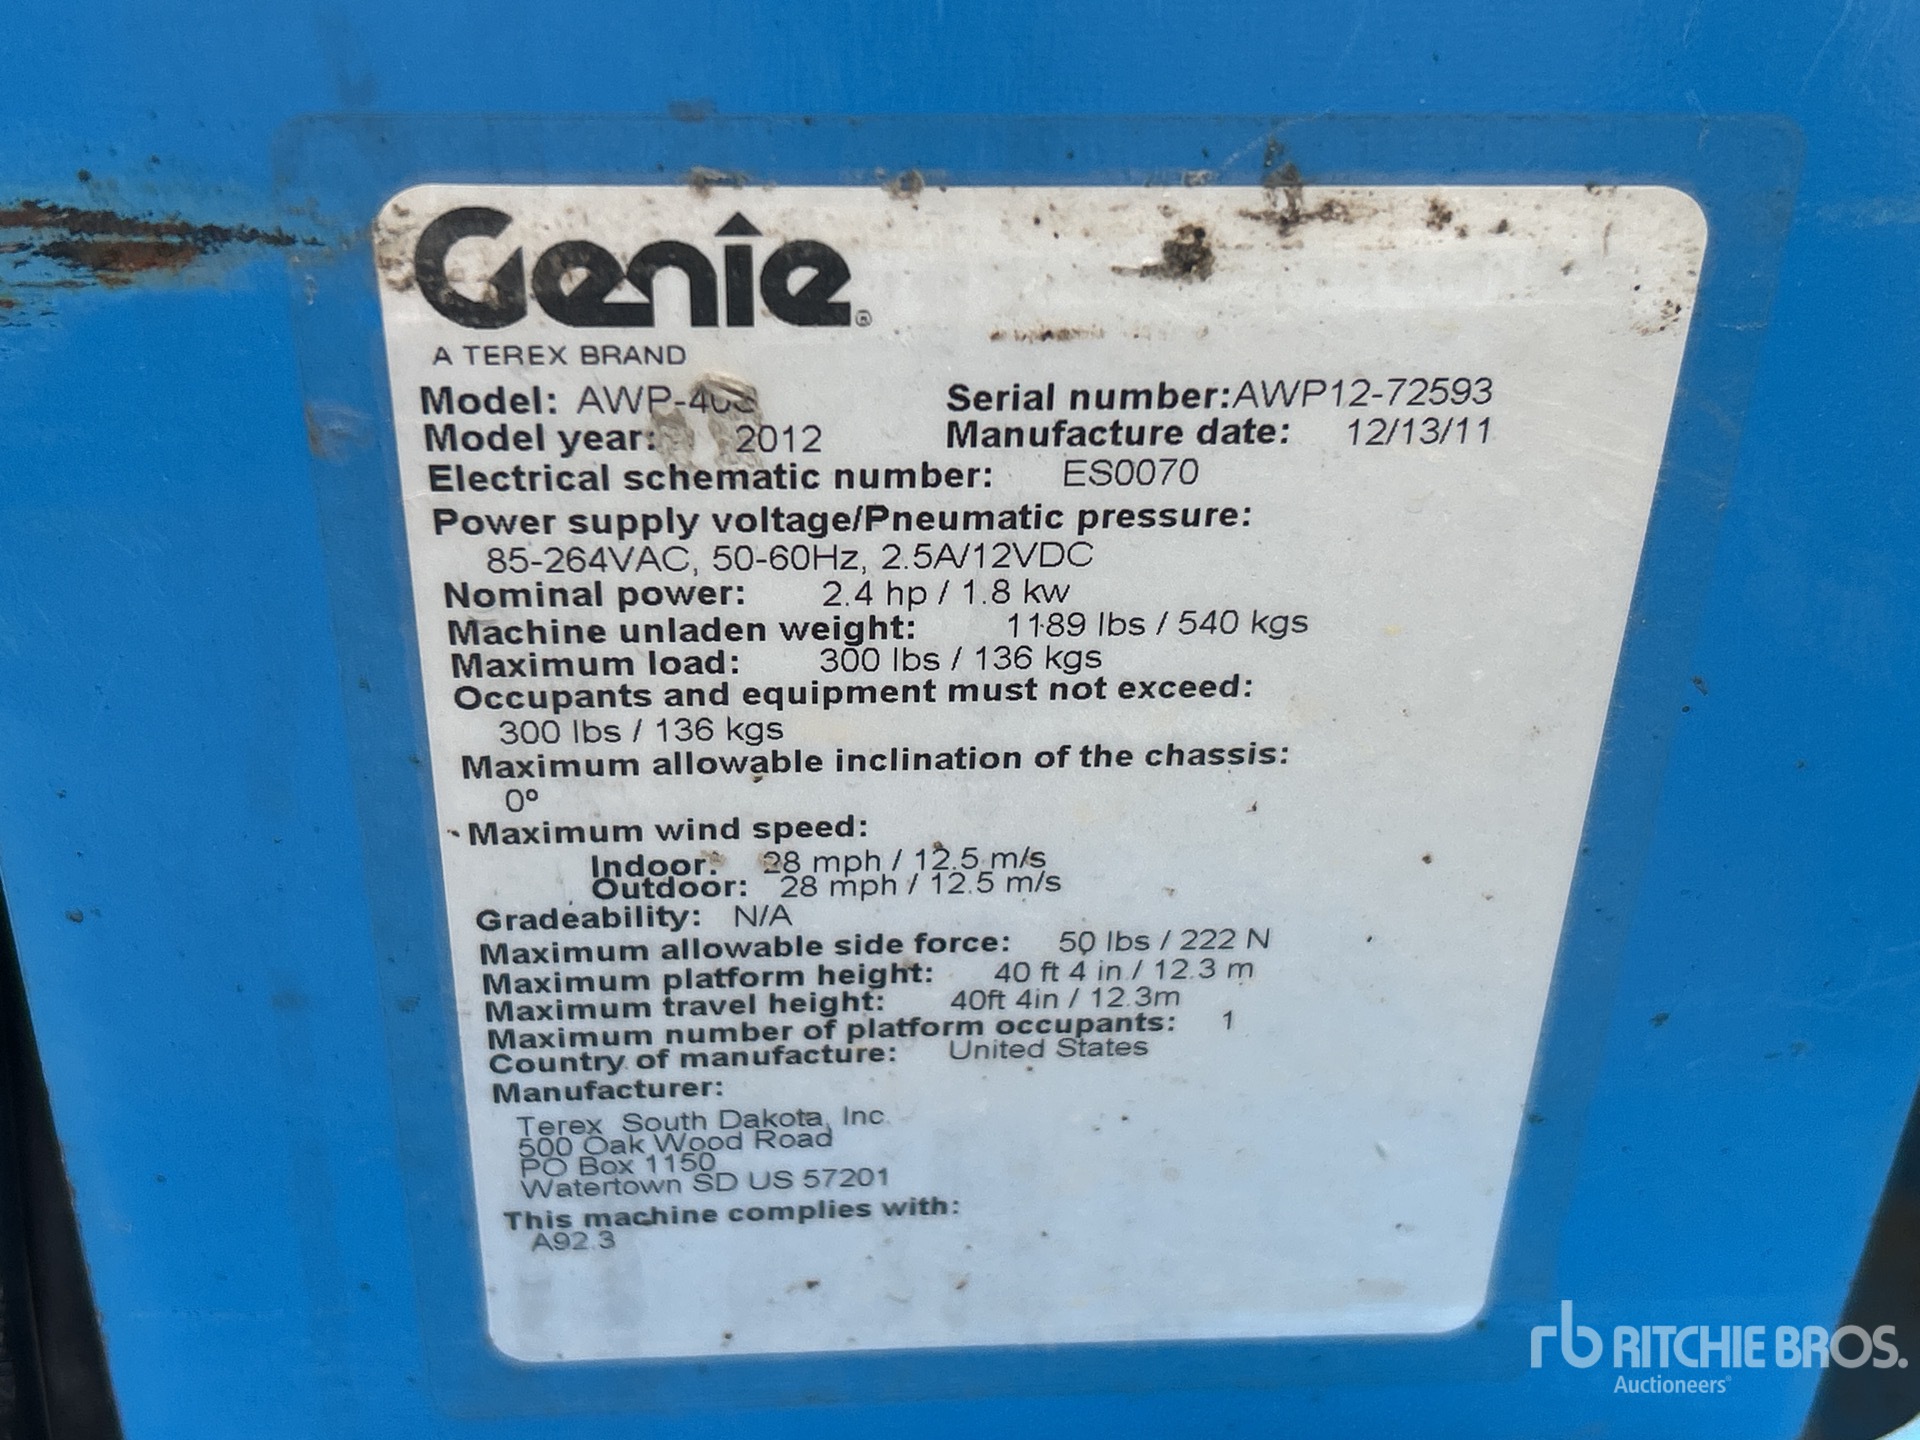 Genie®
A TEREX BRAND
Model: AWP-40S Serial number:AWP12-72593
Model year: 2012 Manufacture date: 12/13/11
Electrical schematic number: ES0070
Power supply voltage/Pneumatic pressure:
85-264VAC, 50-60Hz, 2.5A/12VDC
Nominal power: 2.4 hp / 1.8 kw
Machine unladen weight: 1189 lbs / 540 kgs
Maximum load: 300 lbs / 136 kgs
Occupants and equipment must not exceed:
300 lbs / 136 kgs
Maximum allowable inclination of the chassis:
0º
Maximum wind speed:
Indoor: 28 mph / 12.5 m/s
Outdoor: 28 mph / 12.5 m/s
Gradeability: N/A
Maximum allowable side force: 50 lbs / 222 N
Maximum platform height: 40 ft 4 in / 12.3 m
Maximum travel height: 40ft 4in / 12.3m
Maximum number of platform occupants: 1
Country of manufacture: United States
Manufacturer:
Terex South Dakota, Inc.
500 Oak Wood Road
PO Box 1150
Watertown SD US 57201
This machine complies with:
A92.3
rb RITCHIE BROS.
Auctioneers